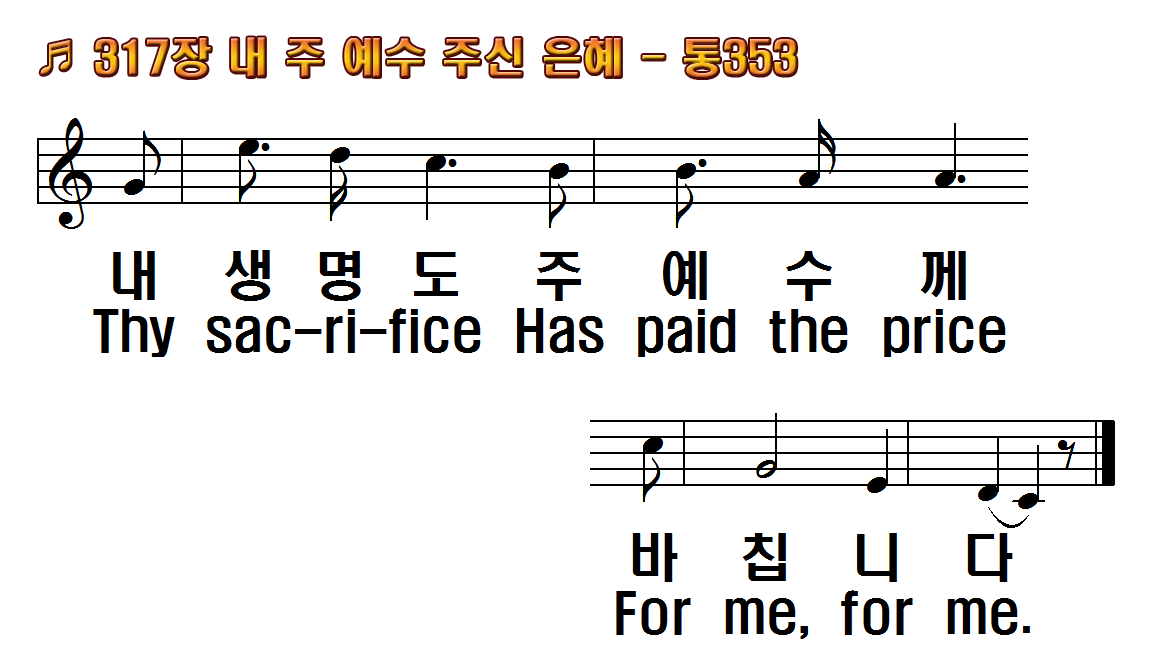 ♬ 317장 내 주 예수 주신 은혜 - 통353
내 생 명 도 주 예 수 께
Thy sac-ri-fice Has paid the price
바 칩 니 다
For me, for me.